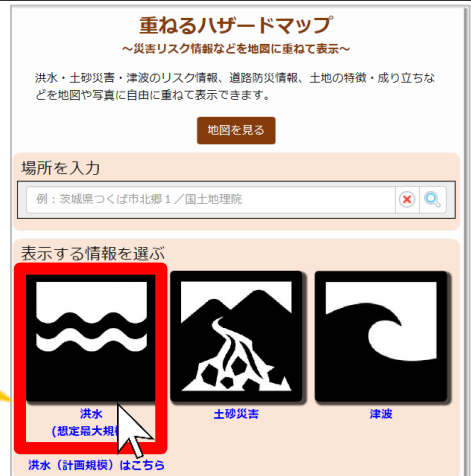 重ねるハザードマップ
～災害リスク情報などを地図に重ねて表示～
洪水・土砂災害・津波のリスク情報、道路防災情報、土地の特徴・成り立ちな
どを地図や写真に自由に重ねて表示できます。
地図を見る
場所を入力
例：茨城県つくば市北郷１／国土地理院
表示する情報を選ぶ
洪水
(想定最大規
土砂災害
津波
洪水（計画規模）はこちら